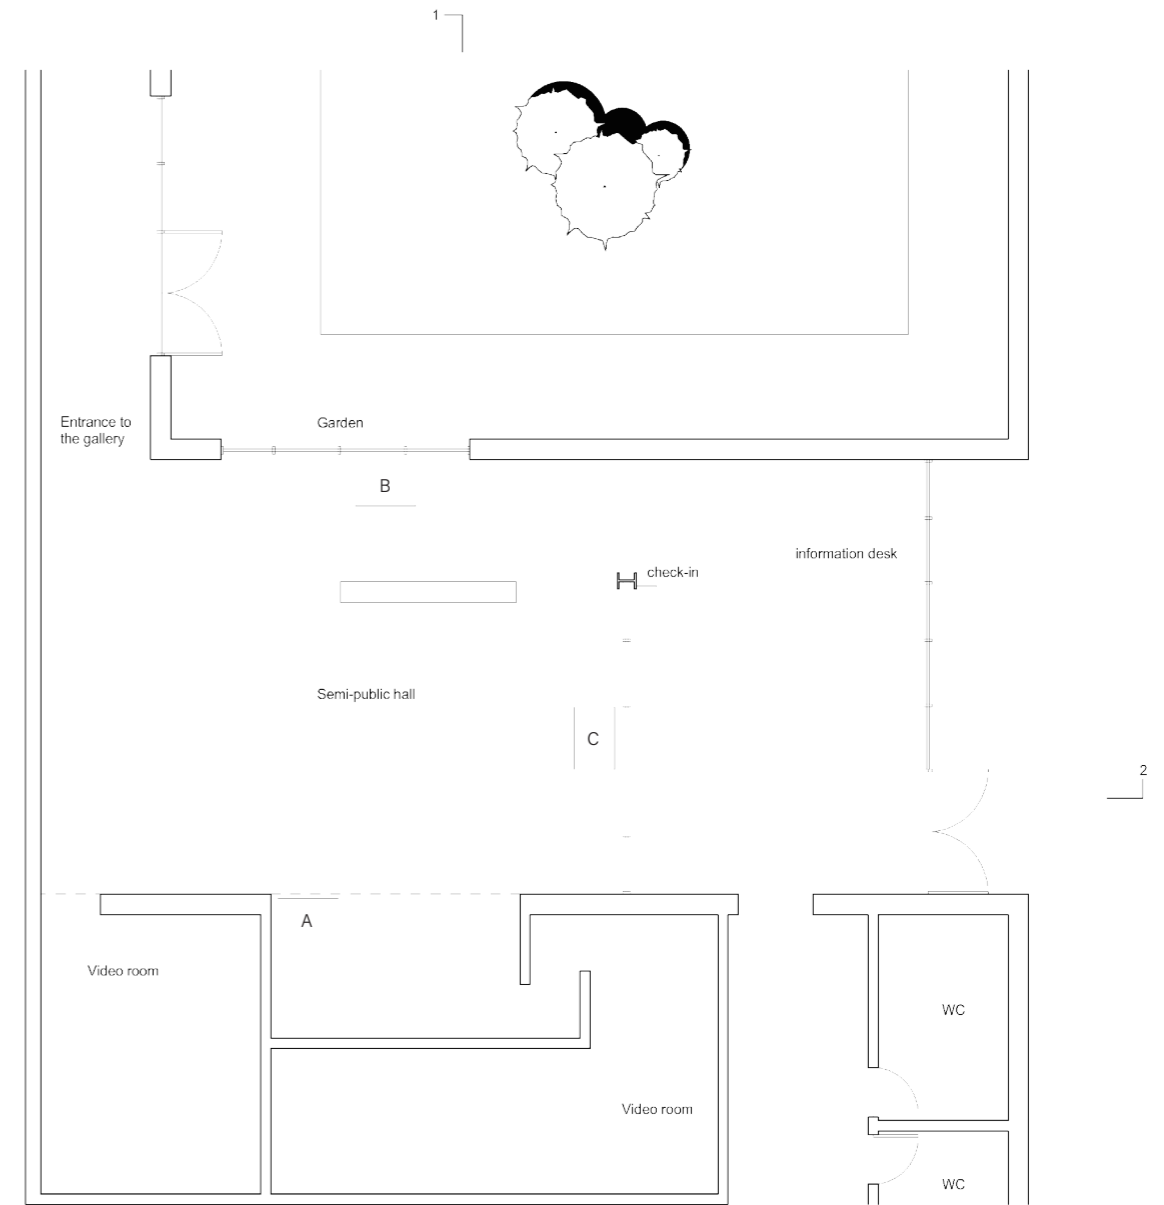 1
Entrance to
the gallery
Garden
B
information desk
check-in
Semi-public hall
C
2
A
Video room
WC
Video room
WC